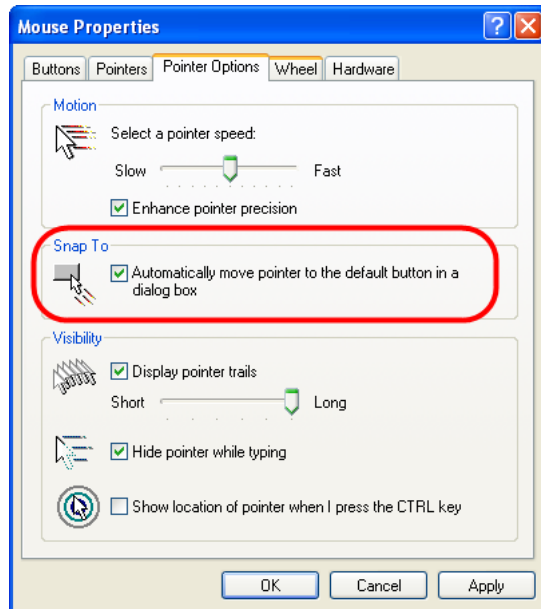 Mouse Properties
Buttons Pointers Pointer Options Wheel Hardware
Motion
Select a pointer speed:
Slow Fast
Enhance pointer precision
Snap To
Automatically move pointer to the default button in a
dialog box
Visibility
Display pointer trails
Short Long
Hide pointer while typing
Show location of pointer when I press the CTRL key
OK Cancel Apply